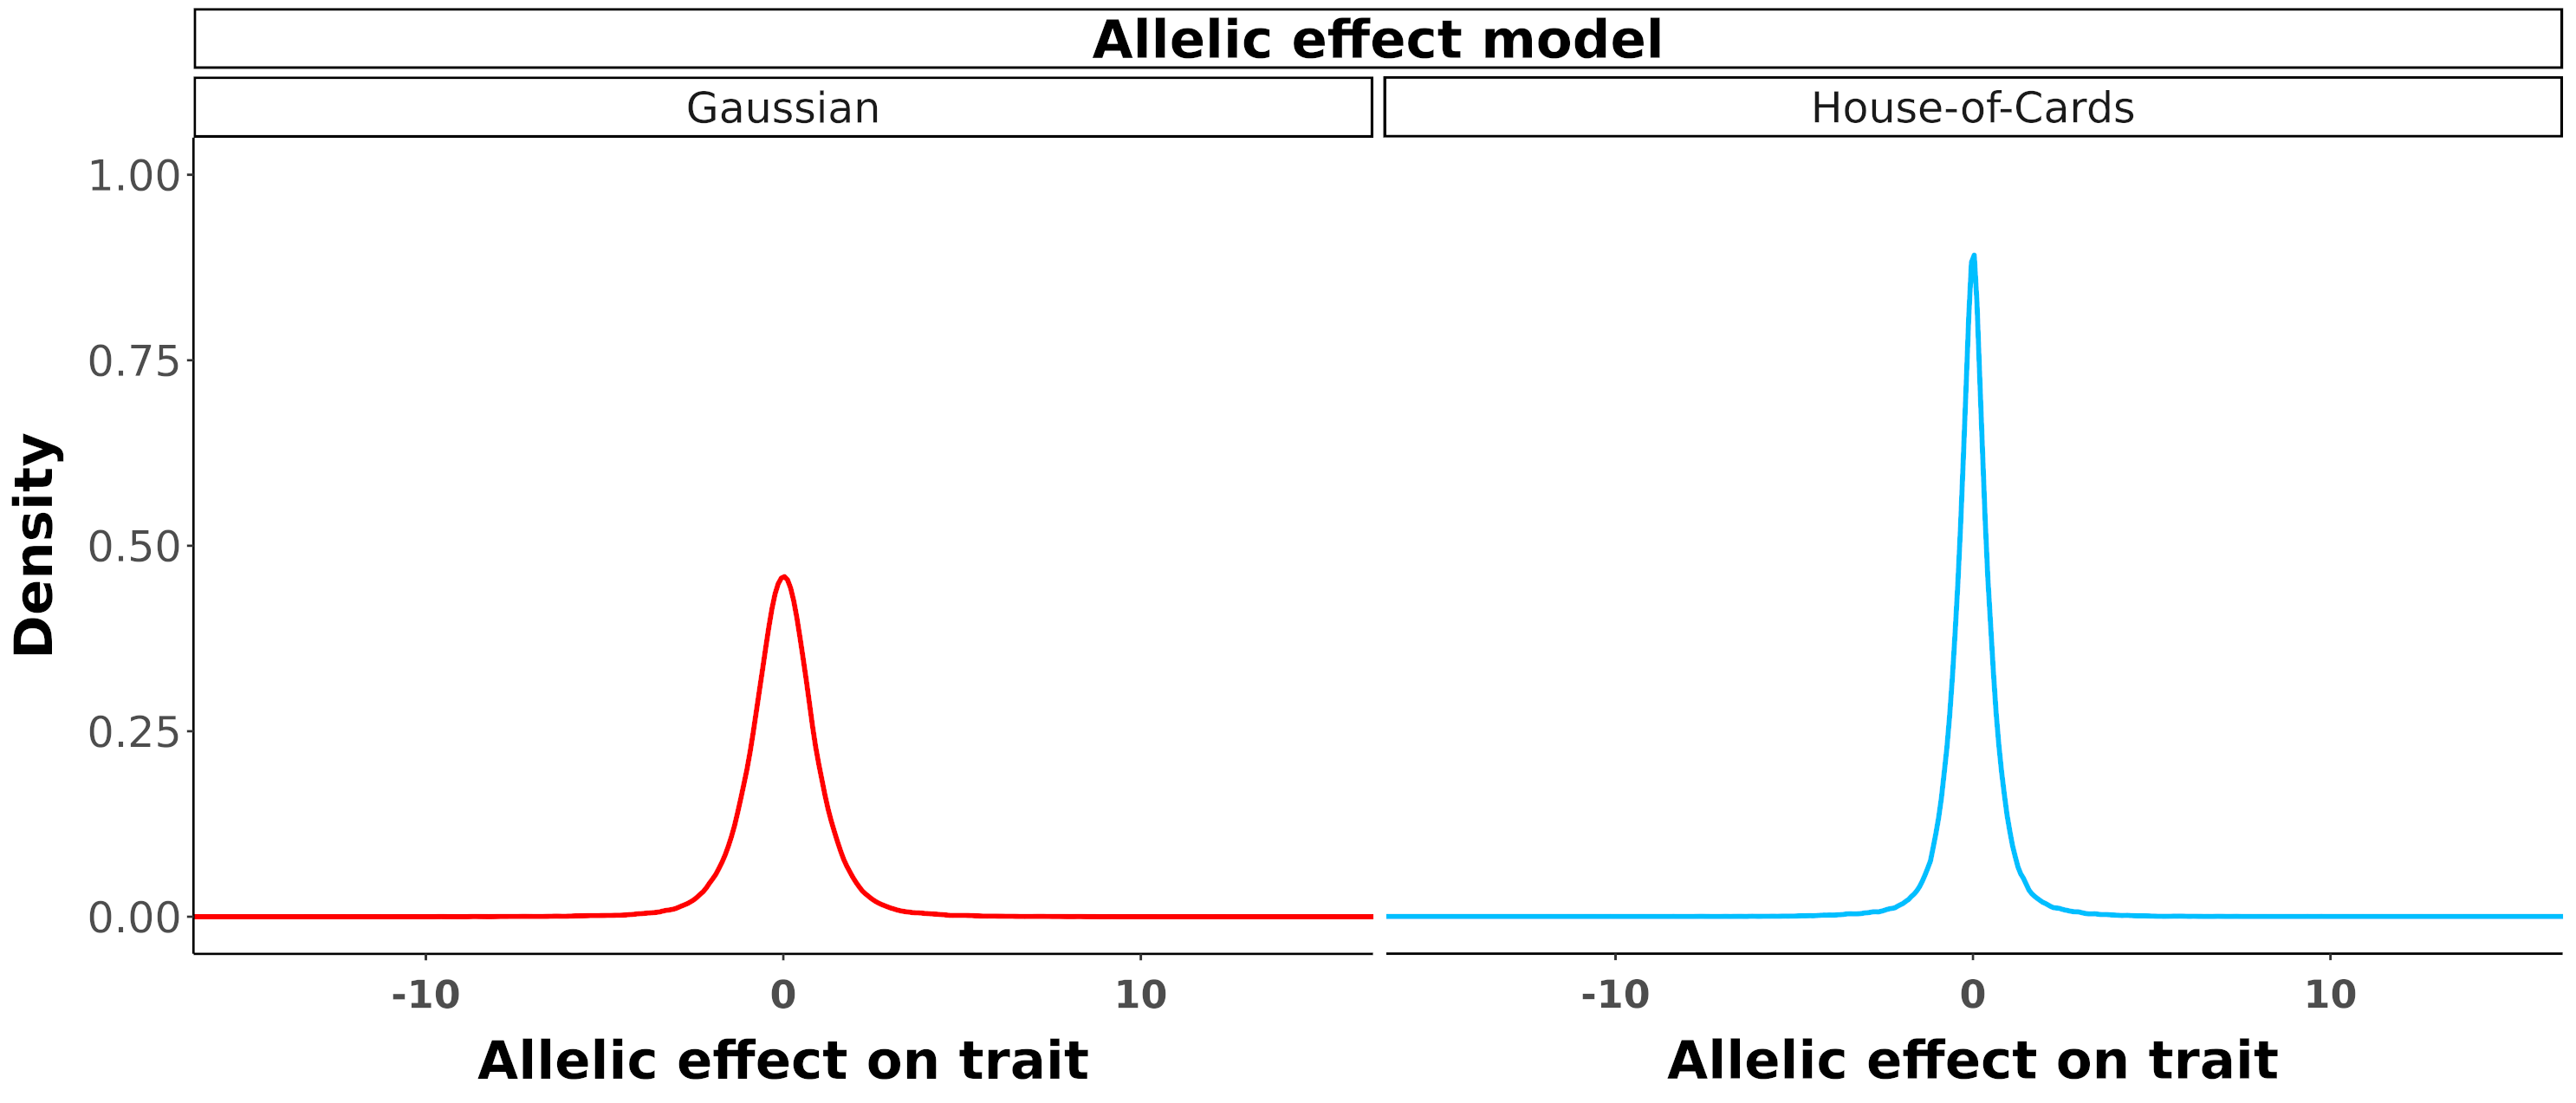 Allelic effect model
Gaussian House-of-Cards
1.00
0.75
0.50
0.25
0.00
Density
-10 0 10 -10 0 10
Allelic effect on trait Allelic effect on trait